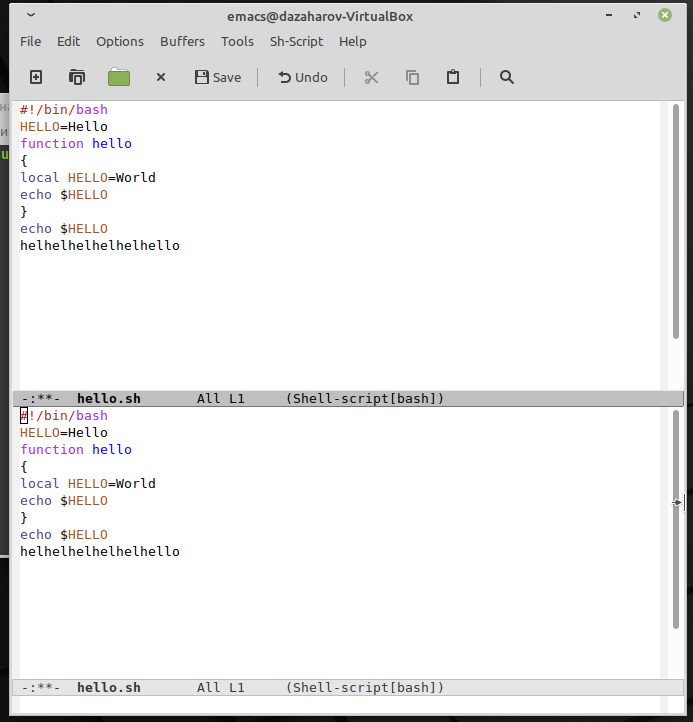 emacs@dazaharov-VirtualBox
File Edit Options Buffers Tools Sh-Script Help
Save Undo
#!/bin/bash
HELLO=Hello
function hello
{
local HELLO=World
echo $HELLO
}
echo $HELLO
helhelhelhelhelhello
-:**-  hello.sh       All L1     (Shell-script[bash])
#!/bin/bash
HELLO=Hello
function hello
{
local HELLO=World
echo $HELLO
}
echo $HELLO
helhelhelhelhelhello
-:**-  hello.sh       All L1     (Shell-script[bash])